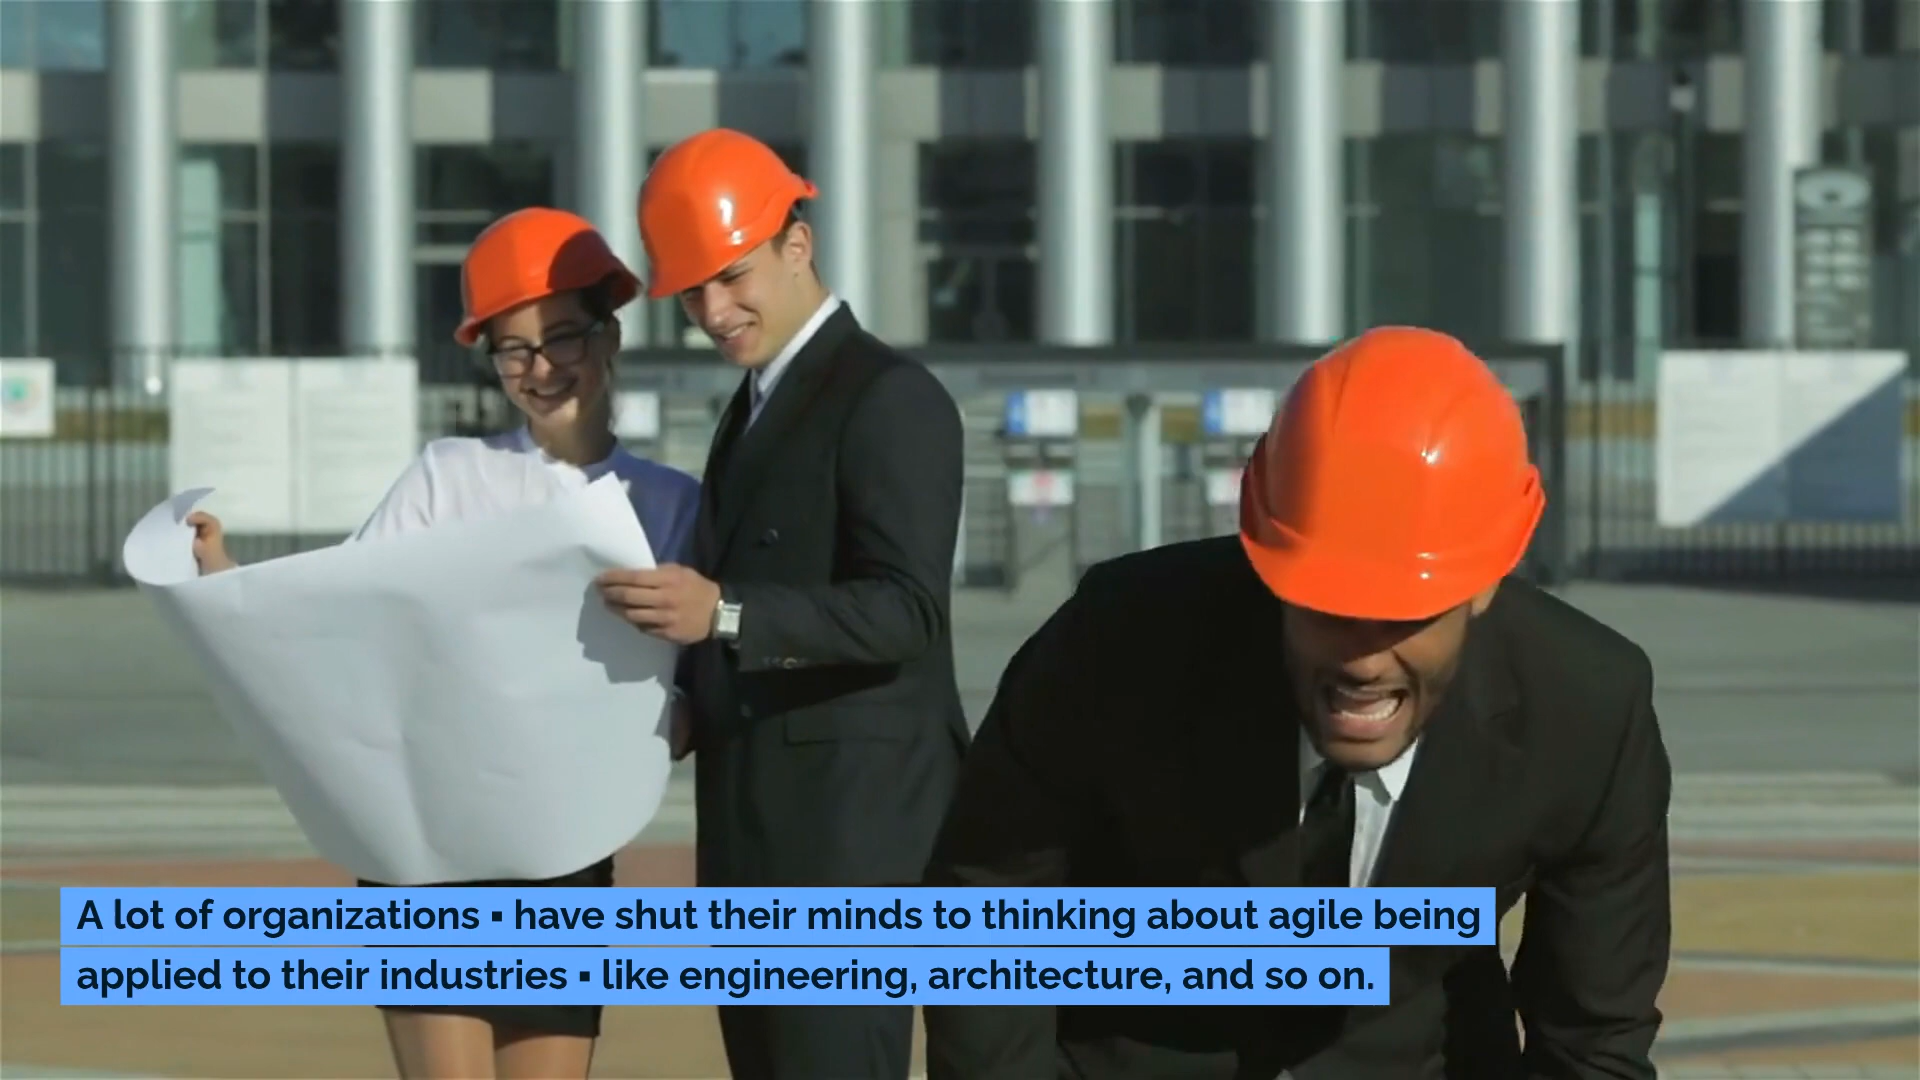 A lot of organizations ▪ have shut their minds to thinking about agile being
applied to their industries ▪ like engineering, architecture, and so on.